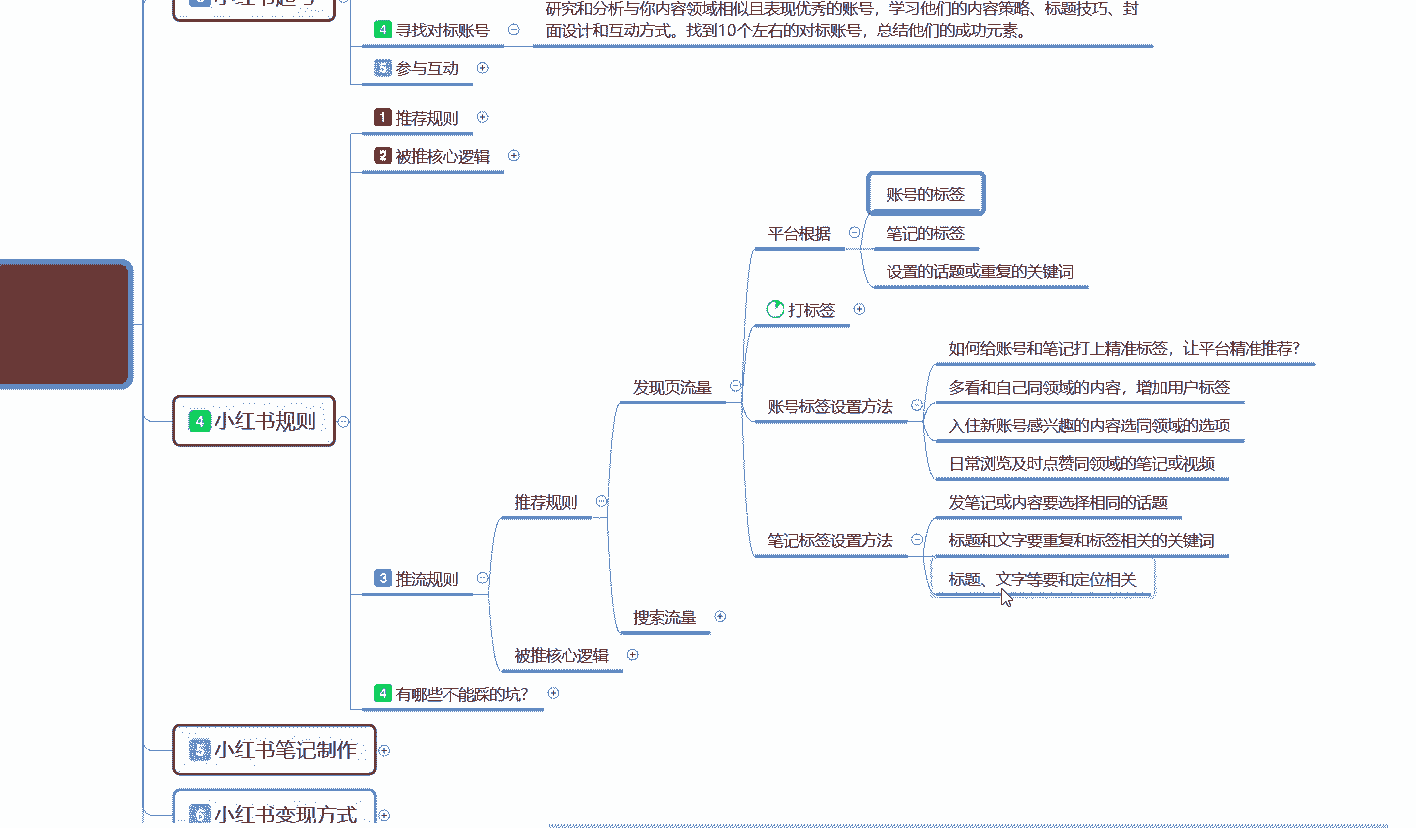 研究和分析与你内容领域相似且表现优秀的账号，学习他们的内容策略、标题技巧、封
面设计和互动方式。找到10个左右的对标账号，总结他们的成功元素。
4 寻找对标账号
5 参与互动
1 推荐规则
2 被推核心逻辑
账号的标签
平台根据
笔记的标签
设置的话题或重复的关键词
打标签
如何给账号和笔记打上精准标签，让平台精准推荐？
发现页流量
多看和自己同领域的内容，增加用户标签
账号标签设置方法
4 小红书规则
入住新账号感兴趣的内容选同领域的选项
日常浏览及时点赞同领域的笔记或视频
推荐规则
发笔记或内容要选择相同的话题
笔记标签设置方法
标题和文字要重复和标签相关的关键词
3 推流规则
标题、文字等要和定位相关
搜索流量
被推核心逻辑
4 有哪些不能踩的坑？
5 小红书笔记制作
6 小红书变现方式